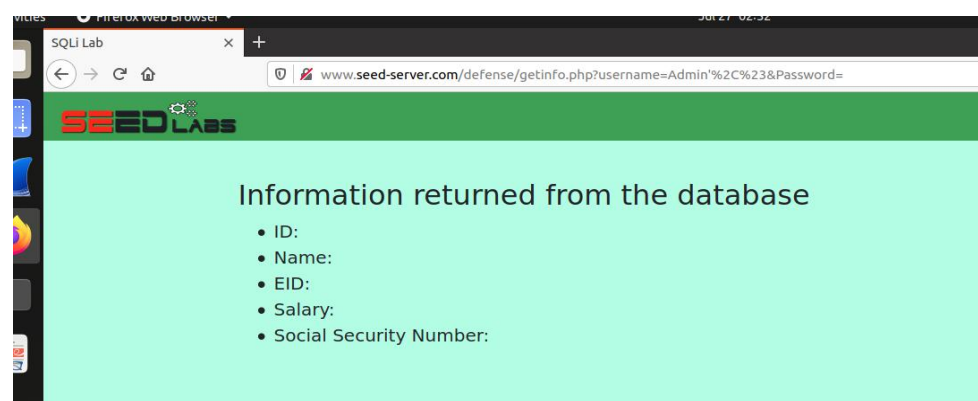 Firefox Web Browser
SQLi Lab
www.seed-server.com/defense/getinfo.php?username=Admin'%2C%23&Password=
SEED LABS
Information returned from the database
• ID:
• Name:
• EID:
• Salary:
• Social Security Number: